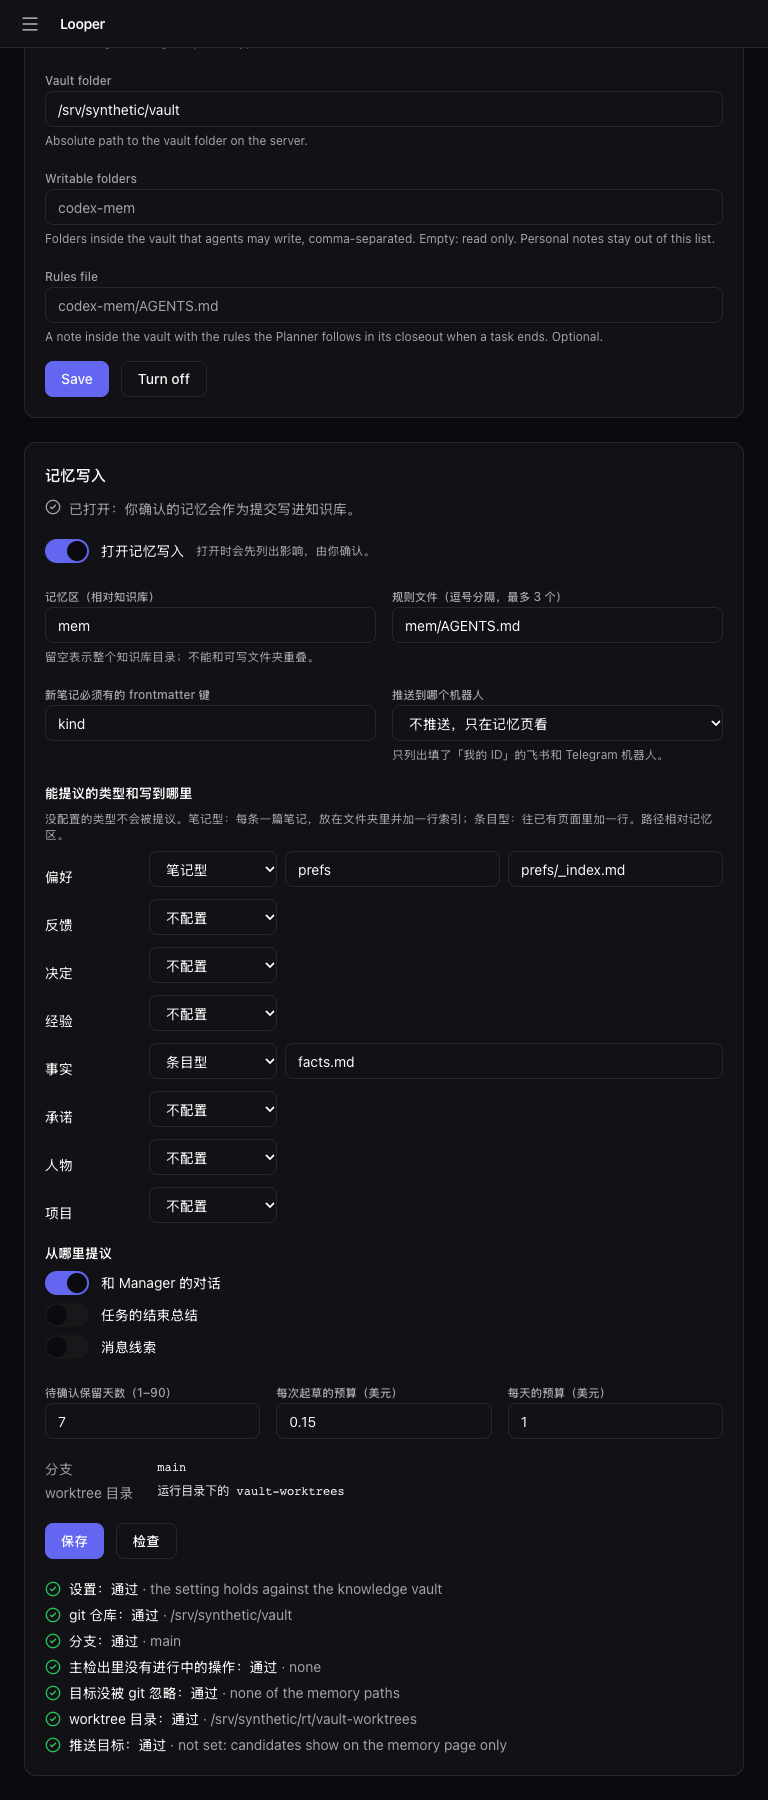 Looper
Vault folder
/srv/synthetic/vault
Absolute path to the vault folder on the server.
Writable folders
codex-mem
Folders inside the vault that agents may write, comma-separated. Empty: read only. Personal notes stay out of this list.
Rules file
codex-mem/AGENTS.md
A note inside the vault with the rules the Planner follows in its closeout when a task ends. Optional.
Save Turn off
记忆写入
已打开：你确认的记忆会作为提交写进知识库。
打开记忆写入 打开时会先列出影响，由你确认。
记忆区（相对知识库） 规则文件（逗号分隔，最多 3 个）
mem mem/AGENTS.md
留空表示整个知识库目录；不能和可写文件夹重叠。
新笔记必须有的 frontmatter 键 推送到哪个机器人
kind 不推送，只在记忆页看
只列出填了「我的 ID」的飞书和 Telegram 机器人。
能提议的类型和写到哪里
没配置的类型不会被提议。笔记型：每条一篇笔记，放在文件夹里并加一行索引；条目型：往已有页面里加一行。路径相对记忆
区。
偏好 笔记型 prefs prefs/_index.md
反馈 不配置
决定 不配置
经验 不配置
事实 条目型 facts.md
承诺 不配置
人物 不配置
项目 不配置
从哪里提议
和 Manager 的对话
任务的结束总结
消息线索
待确认保留天数（1–90） 每次起草的预算（美元） 每天的预算（美元）
7 0.15 1
分支 main
worktree 目录 运行目录下的 vault-worktrees
保存 检查
设置：通过 · the setting holds against the knowledge vault
git 仓库：通过 · /srv/synthetic/vault
分支：通过 · main
主检出里没有进行中的操作：通过 · none
目标没被 git 忽略：通过 · none of the memory paths
worktree 目录：通过 · /srv/synthetic/rt/vault-worktrees
推送目标：通过 · not set: candidates show on the memory page only